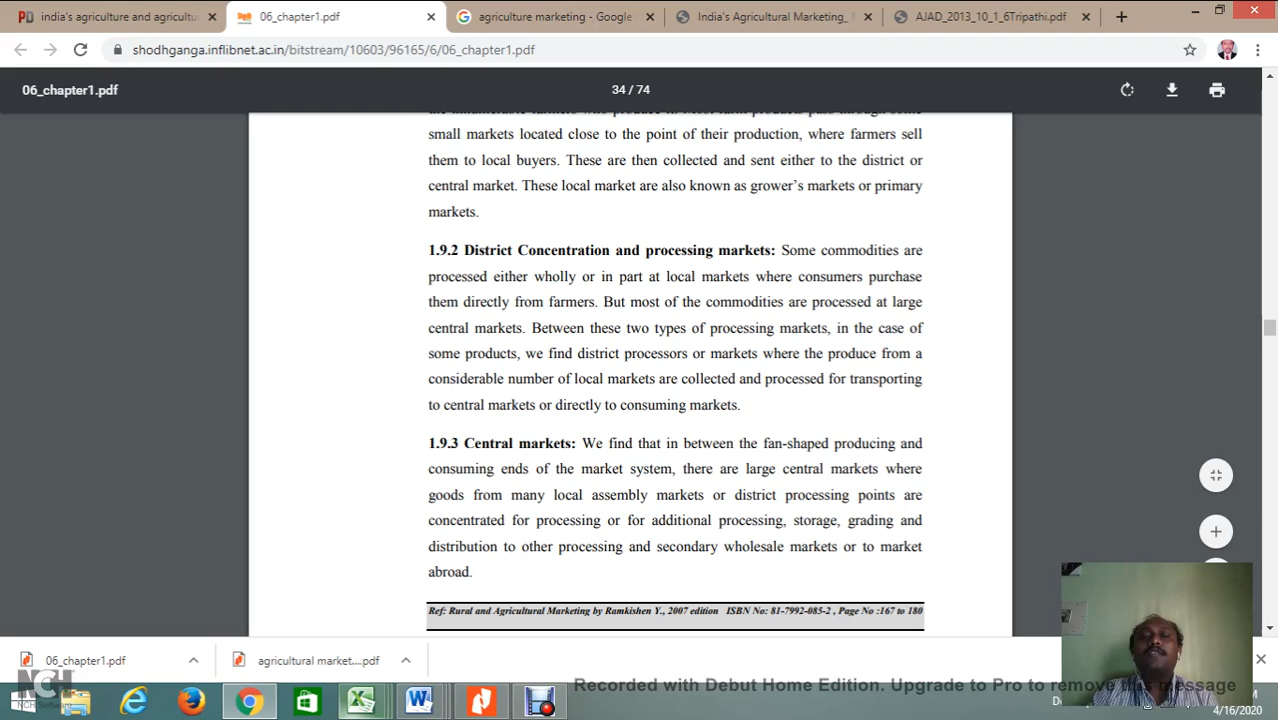 india's agriculture and agricultu
06_chapter1.pdf
agriculture marketing - Google
India's Agricultural Marketing_
AJAD_2013_10_1_6Tripathi.pdf
shodhganga.inflibnet.ac.in/bitstream/10603/96165/6/06_chapter1.pdf
06_chapter1.pdf
34 / 74
small markets located close to the point of their production, where farmers sell
them to local buyers. These are then collected and sent either to the district or
central market. These local market are also known as grower's markets or primary
markets.
1.9.2 District Concentration and processing markets: Some commodities are
processed either wholly or in part at local markets where consumers purchase
them directly from farmers. But most of the commodities are processed at large
central markets. Between these two types of processing markets, in the case of
some products, we find district processors or markets where the produce from a
considerable number of local markets are collected and processed for transporting
to central markets or directly to consuming markets.
1.9.3 Central markets: We find that in between the fan-shaped producing and
consuming ends of the market system, there are large central markets where
goods from many local assembly markets or district processing points are
concentrated for processing or for additional processing, storage, grading and
distribution to other processing and secondary wholesale markets or to market
abroad.
Ref: Rural and Agricultural Marketing by Ramkishen Y., 2007 edition ISBN No: 81-7992-085-2 , Page No :167 to 180
06_chapter1.pdf
agricultural market....pdf
NCH
NCH Software
Recorded with Debut Home Edition. Upgrade to Pro to remove this message
4/16/2020